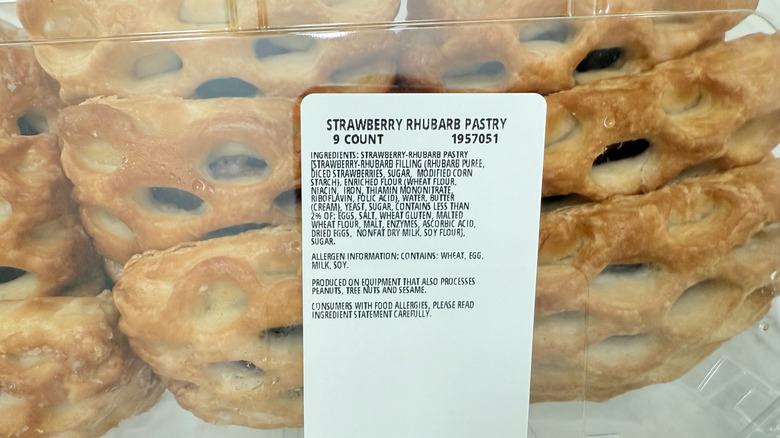 STRAWBERRY RHUBARB PASTRY
9 COUNT 1957051
INGREDIENTS: STRAWBERRY-RHUBARB PASTRY
[STRAWBERRY-RHUBARB FILLING (RHUBARB PUREE,
DICED STRAWBERRIES, SUGAR, MODIFIED CORN
STARCH), ENRICHED FLOUR (WHEAT FLOUR,
NIACIN, IRON, THIAMIN MONONITRATE,
RIBOFLAVIN, FOLIC ACID), WATER, BUTTER
(CREAM), YEAST, SUGAR, CONTAINS LESS THAN
2% OF: EGGS, SALT, WHEAT GLUTEN, MALTED
WHEAT FLOUR, MALT, ENZYMES, ASCORBIC ACID,
DRIED EGGS, NONFAT DRY MILK, SOY FLOUR],
SUGAR.
ALLERGEN INFORMATION: CONTAINS: WHEAT, EGG,
MILK, SOY.
PRODUCED ON EQUIPMENT THAT ALSO PROCESSES
PEANUTS, TREE NUTS AND SESAME.
CONSUMERS WITH FOOD ALLERGIES, PLEASE READ
INGREDIENT STATEMENT CAREFULLY.